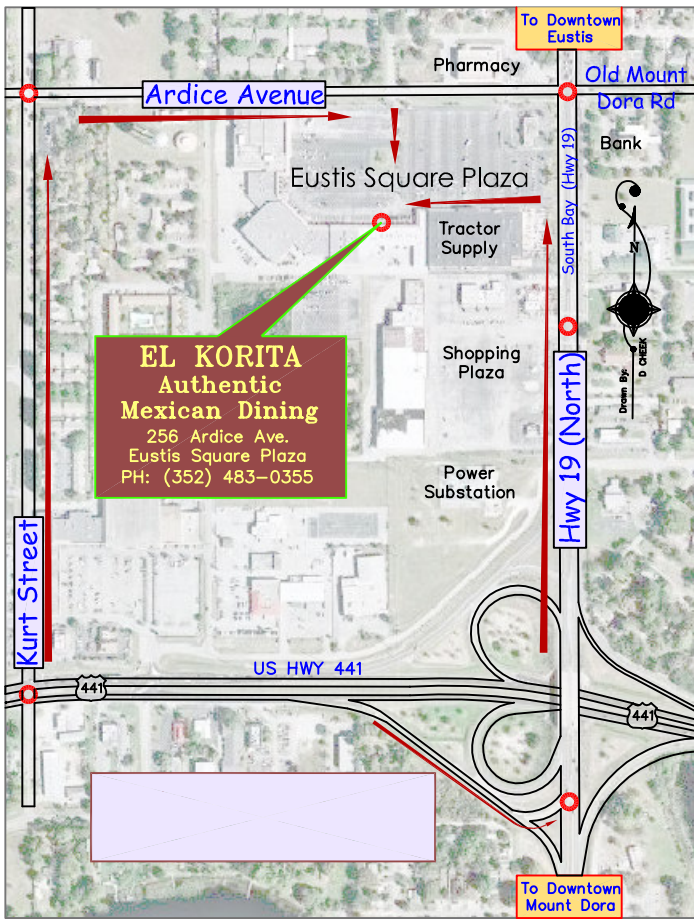 To Downtown
Eustis
Pharmacy
Old Mount
Dora Rd
Ardice Avenue
Bank
South Bay (Hwy 19)
Eustis Square Plaza
Tractor
Supply
N
EL KORITA
Authentic
Mexican Dining
256 Ardice Ave.
Eustis Square Plaza
PH: (352) 483-0355
Shopping
Plaza
Drawn By:
D CHEEK
Hwy 19 (North)
Power
Substation
Kurt Street
US HWY 441
441
441
To Downtown
Mount Dora